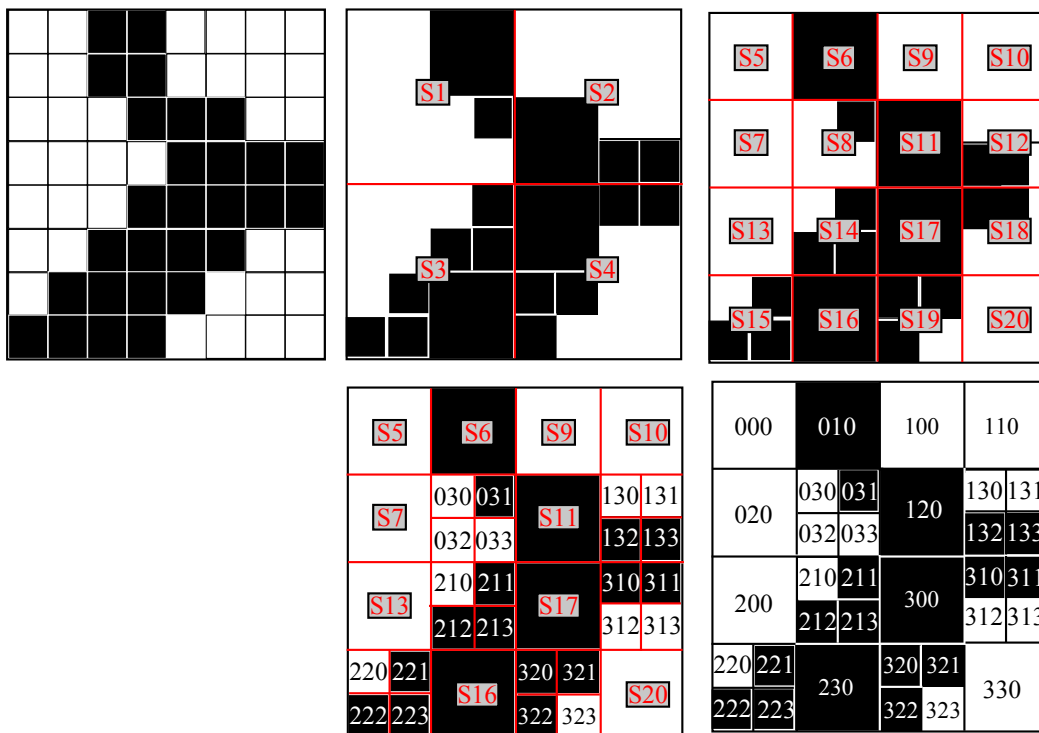 S1 S2
S3 S4
S5 S6 S9 S10
S7 S8 S11 S12
S13 S14 S17 S18
S15 S16 S19 S20
S5 S6 S9 S10
030 031 130 131
S7 S11
032 033 132 133
210 211 310 311
S13 S17
212 213 312 313
220 221 320 321
S16 S20
222 223 322 323
000 010 100 110
030 031 130 131
020 120
032 033 132 133
210 211 310 311
200 300
212 213 312 313
220 221 320 321
230 330
222 223 322 323